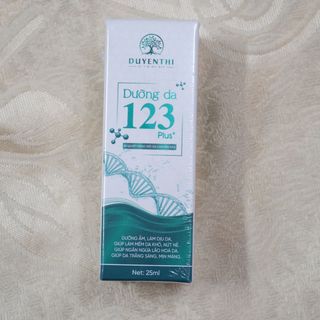 DUYENTHI
Dưỡng da
123
Plus+
DƯỠNG ẨM, LÀM DỊU DA,
GIÚP LÀM MỀM DA KHÔ, NỨT NẺ.
GIÚP NGĂN NGỪA LÃO HOÁ DA,
GIÚP DA TRẮNG SÁNG, MỊN MÀNG.
Net: 25ml